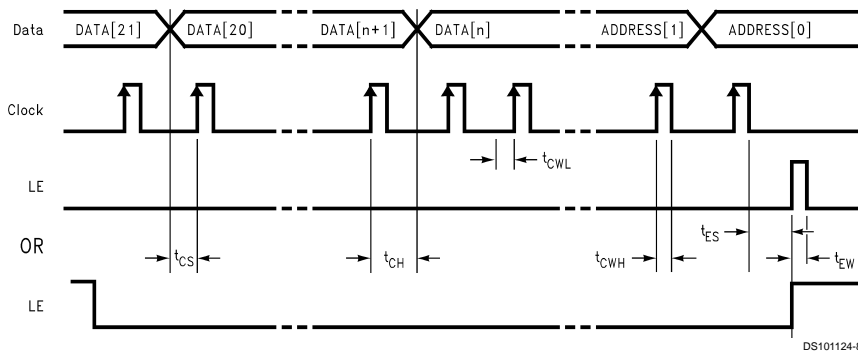 Data DATA[21] DATA[20] DATA[n+1] DATA[n] ADDRESS[1] ADDRESS[0]
Clock
tCWL
LE
tES
OR
tCS tCH tCWH tEW
LE
DS101124-8